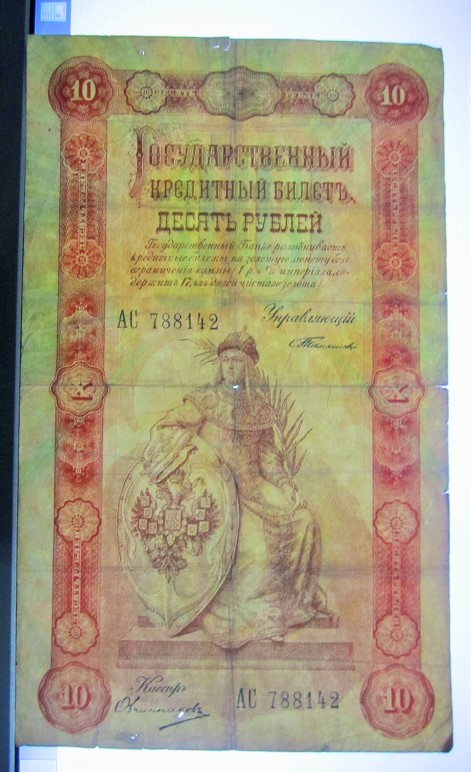 10 10
Государственный
кредитный билетъ.
ДЕСЯТЬ РУБЛЕЙ
Государственный Банкъ размѣниваетъ
кредитные билеты на золотую монету безъ
ограниченія суммы (1 р. = 1/15 имперіала, со-
держитъ 17,424 долей чистаго золота).
АС 788142 Управляющій
X X
Кассиръ
Овчинниковъ АС 788142
10 10